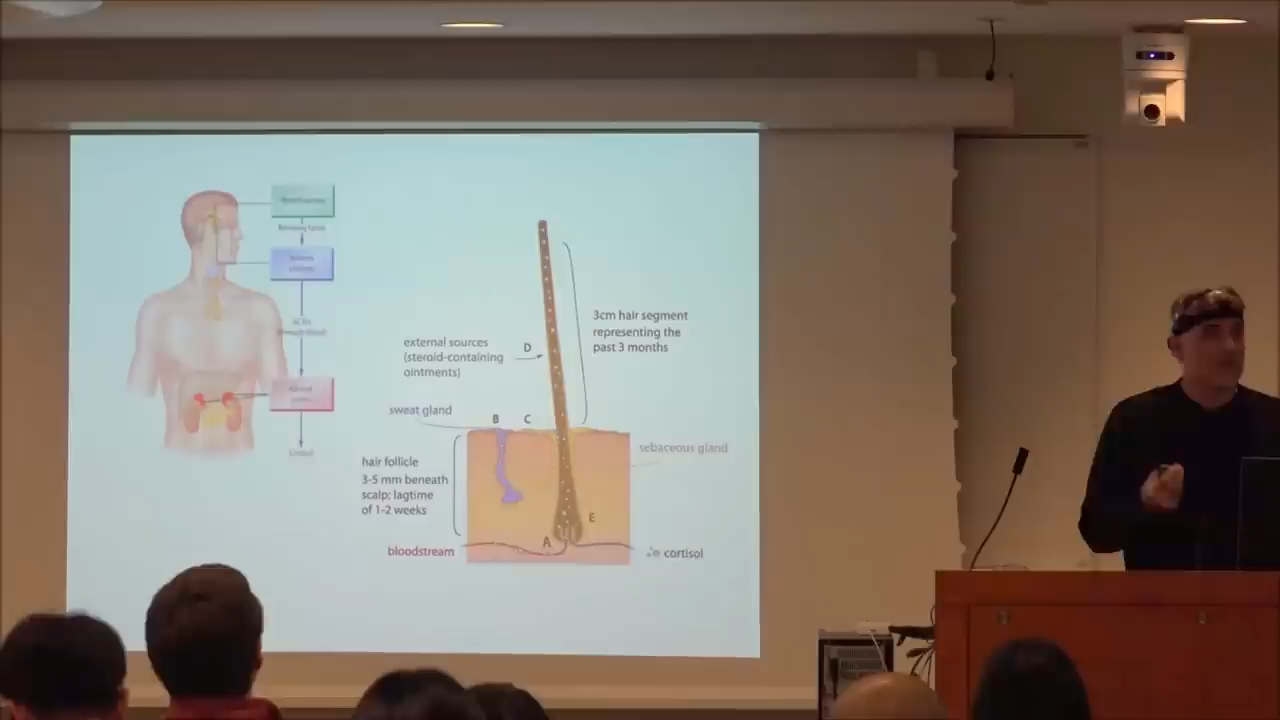 3cm hair segment
representing the
past 3 months
external sources
(steroid-containing
ointments)
D
sweat gland
B
C
sebaceous gland
hair follicle
3-5 mm beneath
scalp; lagtime
of 1-2 weeks
E
A
bloodstream
cortisol